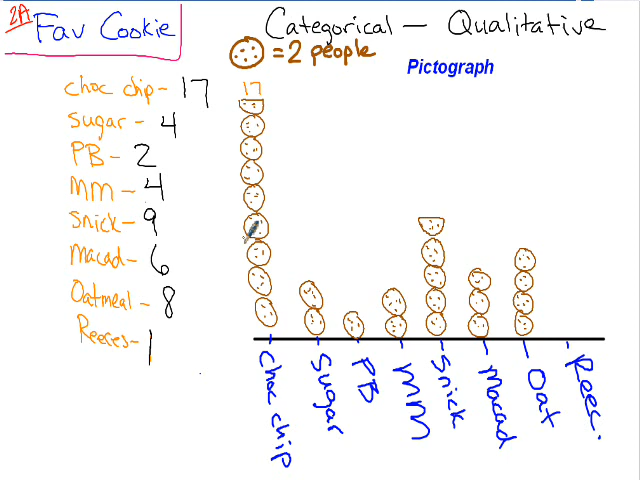 2A
Fav Cookie
Categorical — Qualitative
= 2 people
Pictograph
choc chip - 17
17
sugar - 4
PB - 2
MM - 4
Snick - 9
Macad - 6
Oatmeal - 8
Reeces - 1
choc chip
Sugar
PB
MM
Snick
Macad
Oat
Reec.